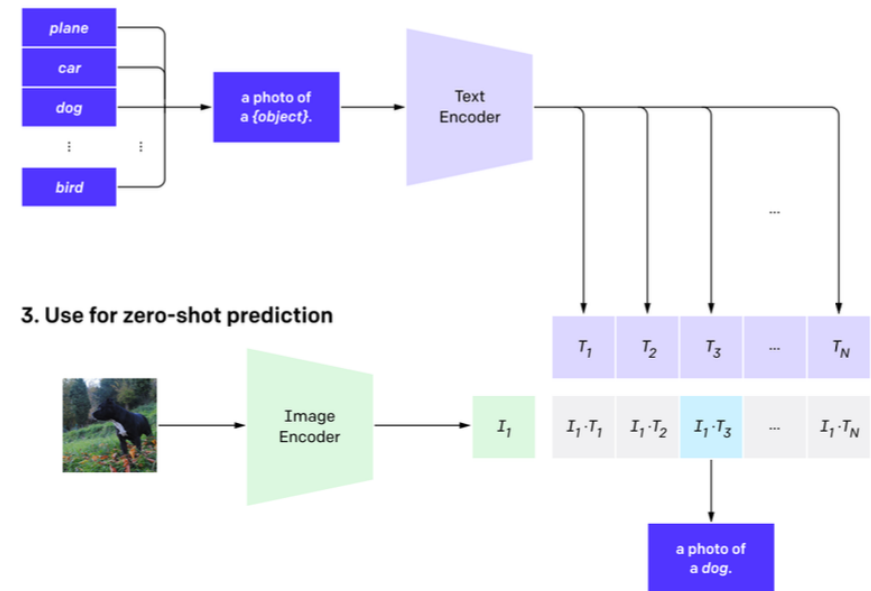 plane
car
dog
⋮ ⋮
bird
a photo of
a {object}.
Text
Encoder
...
3. Use for zero-shot prediction
T1 T2 T3 ... TN
Image
Encoder
I1
I1·T1 I1·T2 I1·T3 ... I1·TN
a photo of
a dog.